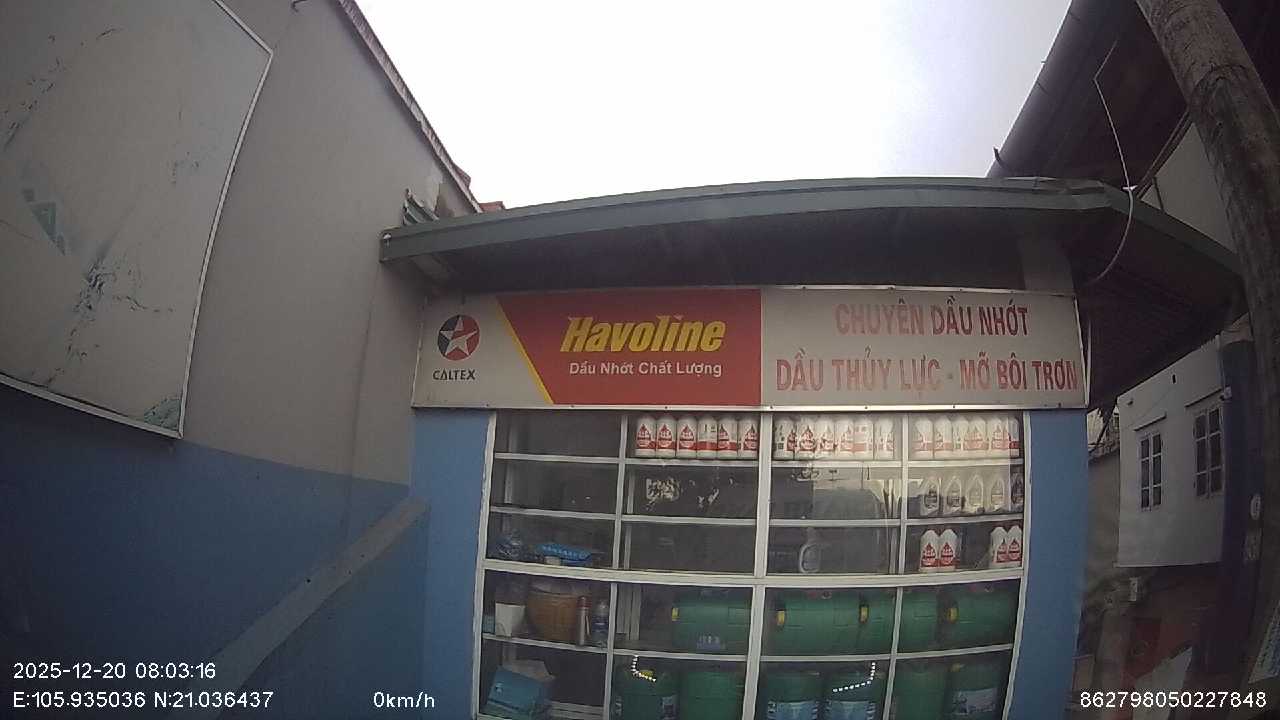 CALTEX
Havoline
Dầu Nhớt Chất Lượng
CHUYÊN DẦU NHỚT
DẦU THỦY LỰC - MỠ BÔI TRƠN
2025-12-20 08:03:16
E:105.935036 N:21.036437
0km/h
862798050227848